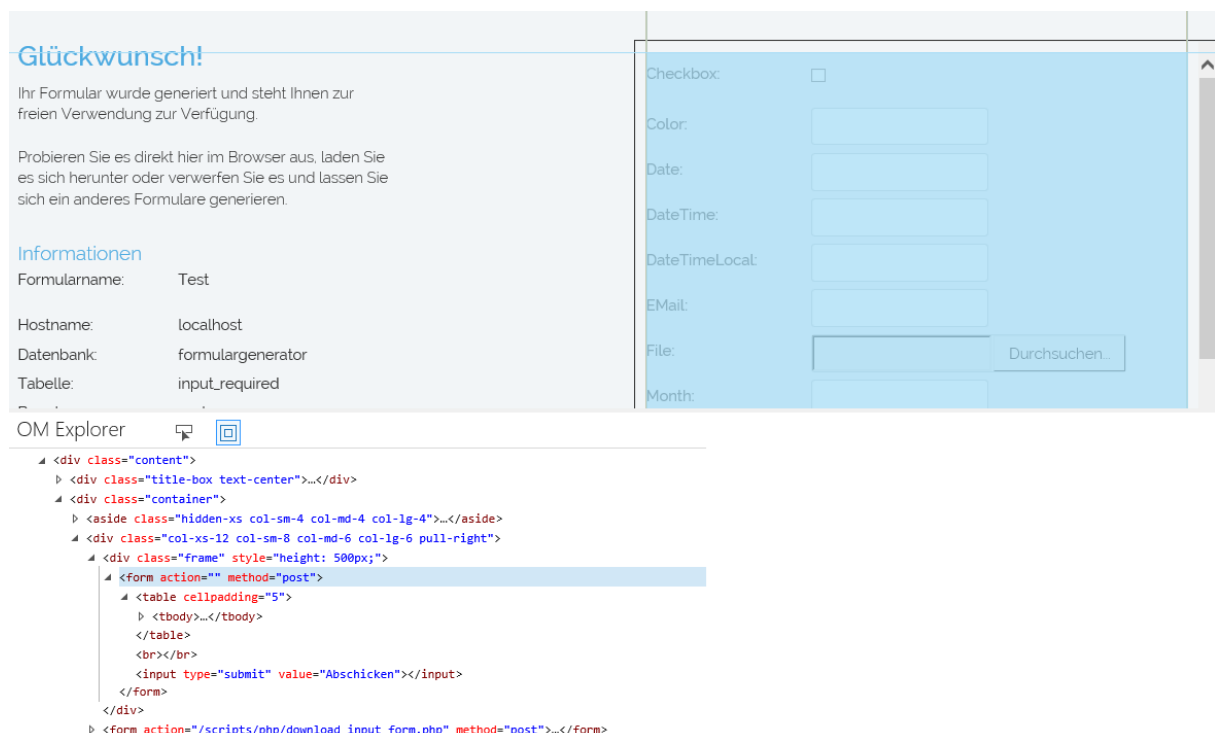 Glückwunsch!
Ihr Formular wurde generiert und steht Ihnen zur
freien Verwendung zur Verfügung.
Probieren Sie es direkt hier im Browser aus, laden Sie
es sich herunter oder verwerfen Sie es und lassen Sie
sich ein anderes Formulare generieren.
Informationen
Formularname: Test
Hostname: localhost
Datenbank: formulargenerator
Tabelle: input_required
Checkbox:
Color:
Date:
DateTime:
DateTimeLocal:
EMail:
File: Durchsuchen...
Month:
OM Explorer
<div class="content">
<div class="title-box text-center">…</div>
<div class="container">
<aside class="hidden-xs col-sm-4 col-md-4 col-lg-4">…</aside>
<div class="col-xs-12 col-sm-8 col-md-6 col-lg-6 pull-right">
<div class="frame" style="height: 500px;">
<form action="" method="post">
<table cellpadding="5">
<tbody>…</tbody>
</table>
<br></br>
<input type="submit" value="Abschicken"></input>
</form>
</div>
<form action="/scripts/php/download_input_form.php" method="post">…</form>